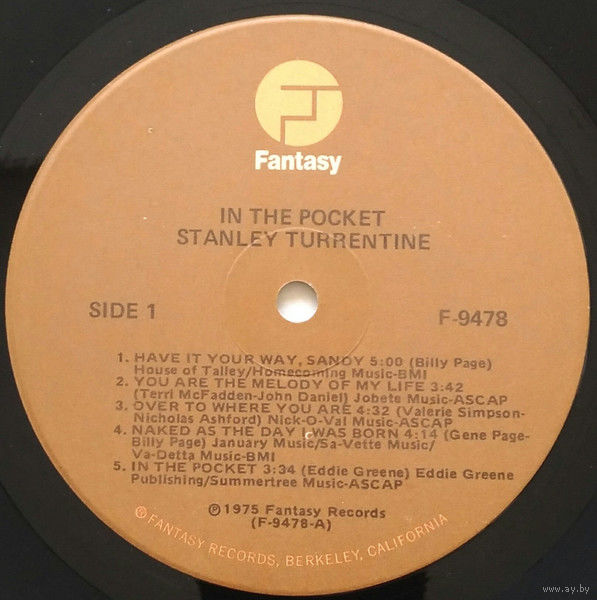 Fantasy
IN THE POCKET
STANLEY TURRENTINE
SIDE 1
F-9478
1. HAVE IT YOUR WAY, SANDY 5:00 (Billy Page)
House of Talley/Homecoming Music-BMI
2. YOU ARE THE MELODY OF MY LIFE 3:42
(Terri McFadden-John Daniel) Jobete Music-ASCAP
3. OVER TO WHERE YOU ARE 4:32 (Valerie Simpson-
Nicholas Ashford) Nick-O-Val Music-ASCAP
4. NAKED AS THE DAY I WAS BORN 4:14 (Gene Page-
Billy Page) January Music/Sa-Vette Music/
Va-Detta Music-BMI
5. IN THE POCKET 3:34 (Eddie Greene) Eddie Greene
Publishing/Summertree Music-ASCAP
℗1975 Fantasy Records
(F-9478-A)
®FANTASY RECORDS, BERKELEY, CALIFORNIA
www.ay.by